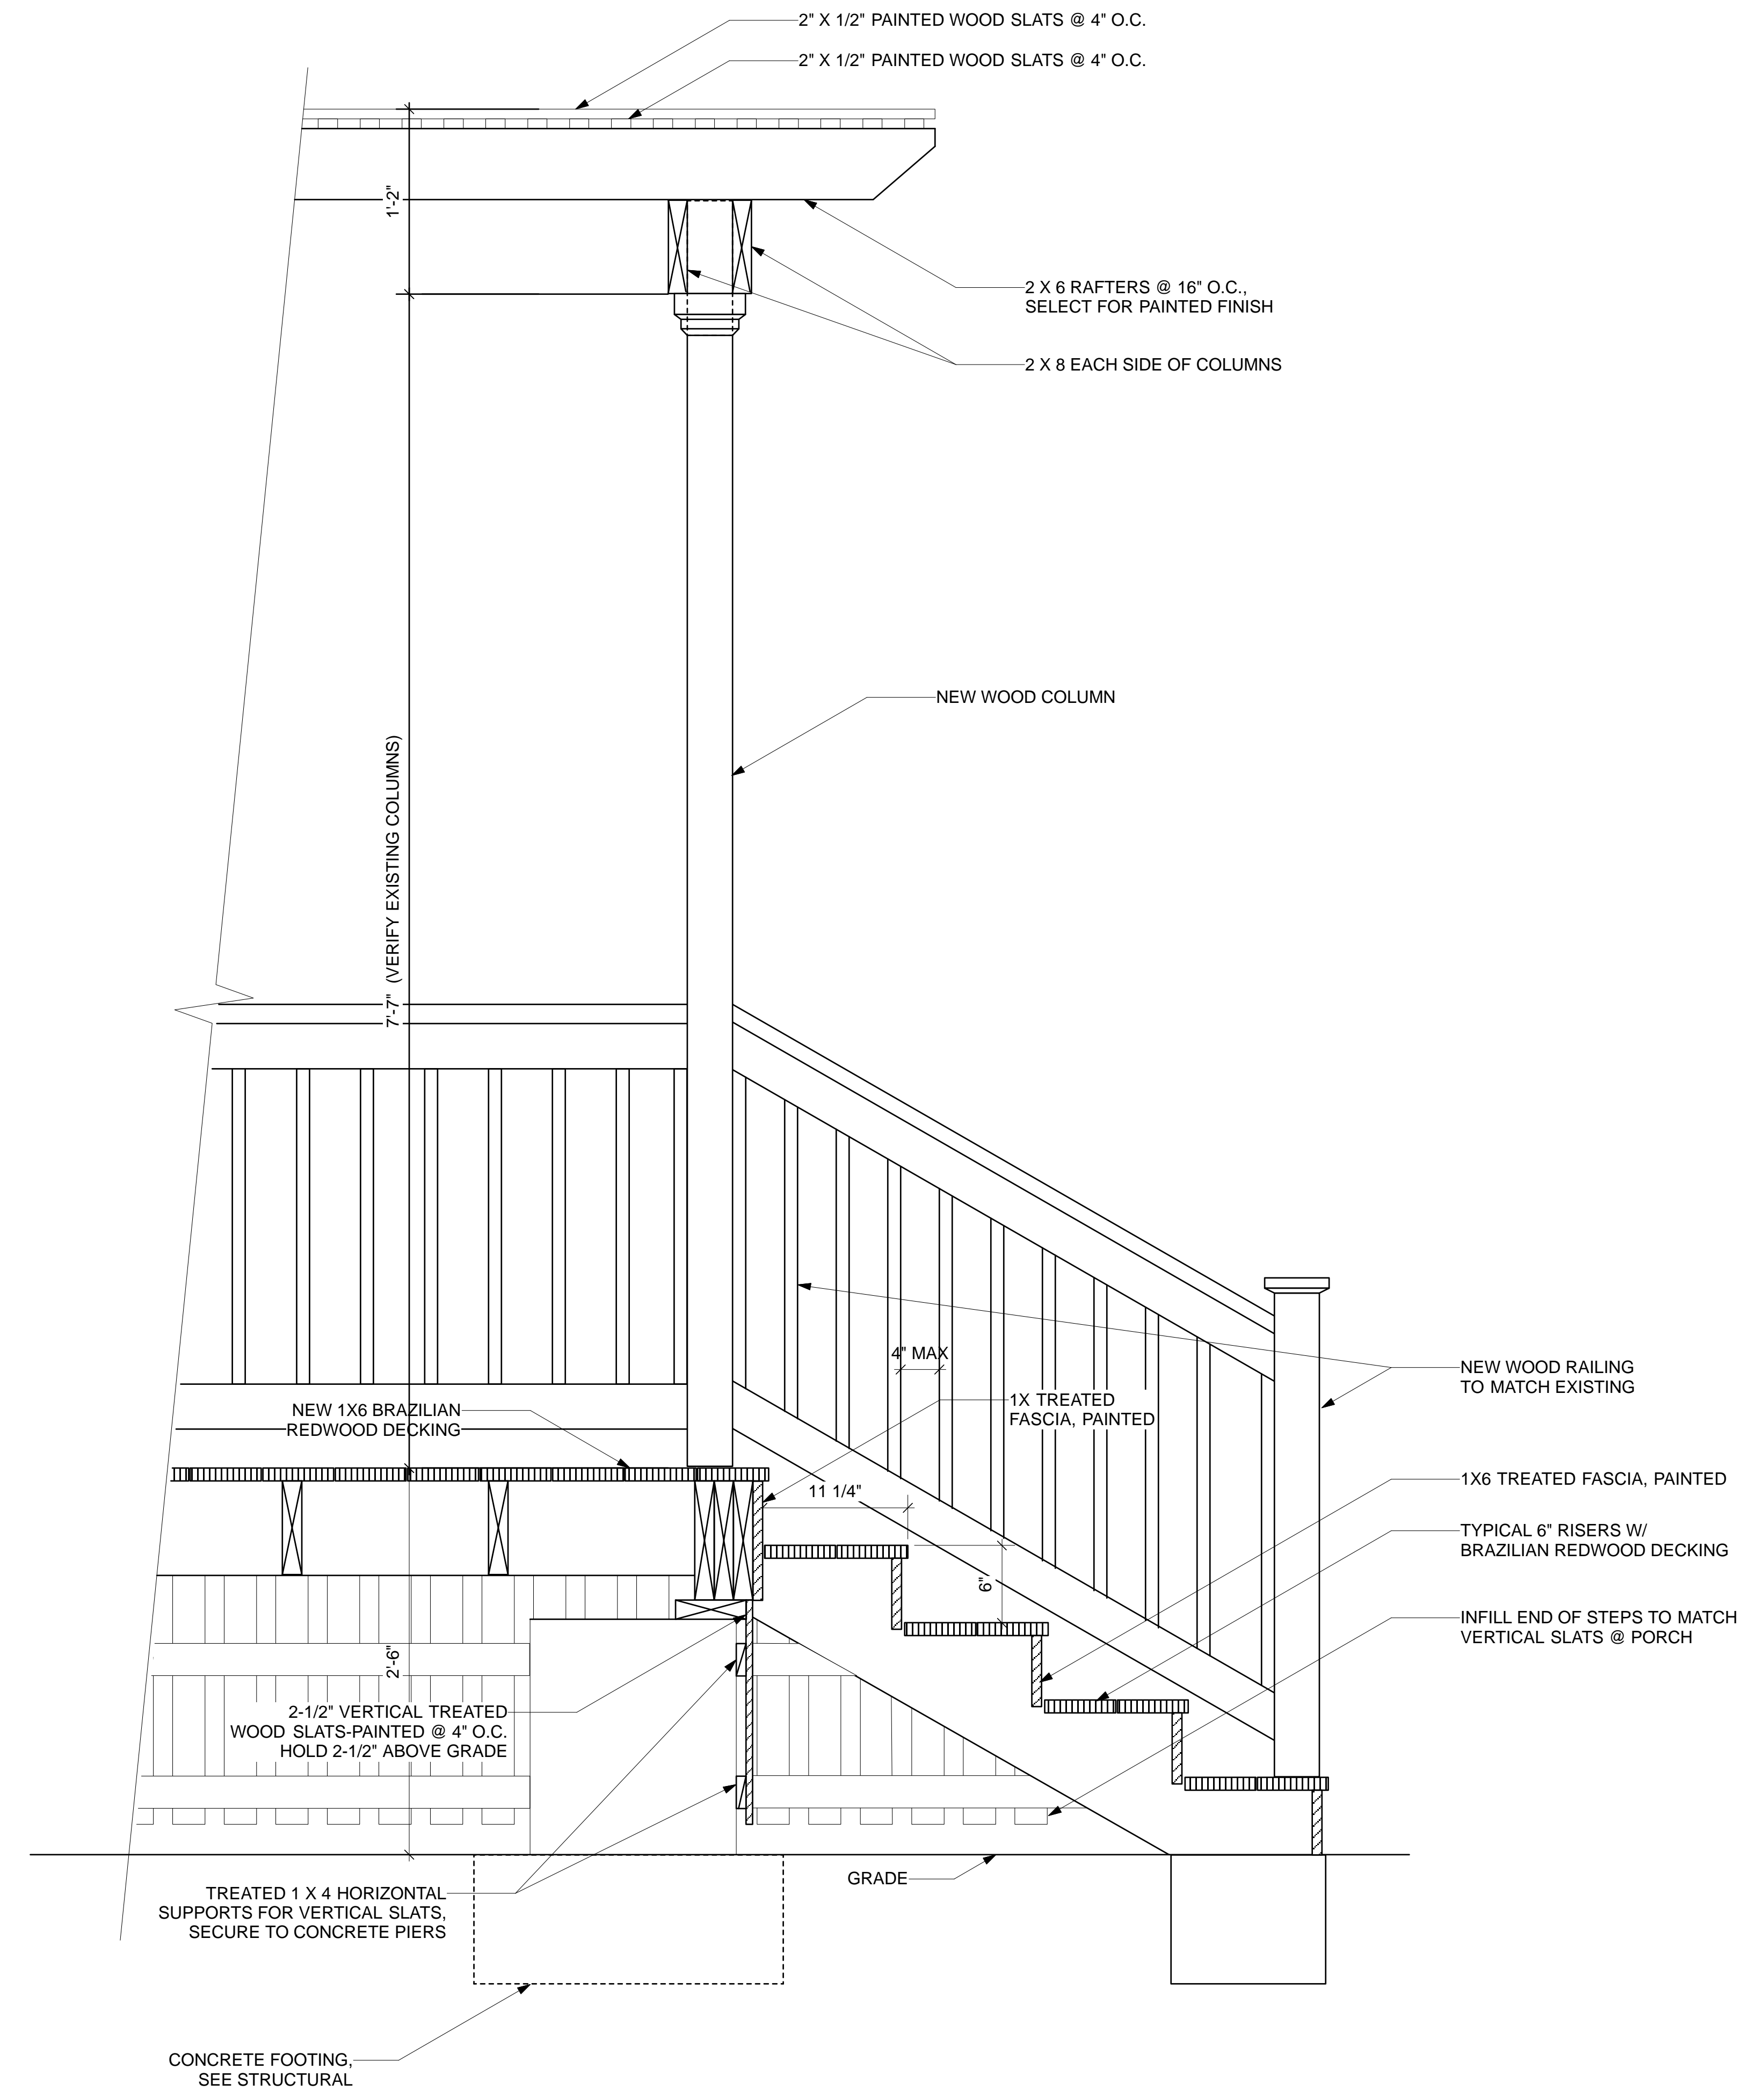 2" X 1/2" PAINTED WOOD SLATS @ 4" O.C.
2" X 1/2" PAINTED WOOD SLATS @ 4" O.C.
1'-2"
2 X 6 RAFTERS @ 16" O.C.,
SELECT FOR PAINTED FINISH
2 X 8 EACH SIDE OF COLUMNS
NEW WOOD COLUMN
7'-7" (VERIFY EXISTING COLUMNS)
4" MAX
NEW WOOD RAILING
TO MATCH EXISTING
1X TREATED
FASCIA, PAINTED
NEW 1X6 BRAZILIAN
REDWOOD DECKING
11 1/4"
1X6 TREATED FASCIA, PAINTED
TYPICAL 6" RISERS W/
BRAZILIAN REDWOOD DECKING
6"
INFILL END OF STEPS TO MATCH
VERTICAL SLATS @ PORCH
2'-6"
2-1/2" VERTICAL TREATED
WOOD SLATS-PAINTED @ 4" O.C.
HOLD 2-1/2" ABOVE GRADE
GRADE
TREATED 1 X 4 HORIZONTAL
SUPPORTS FOR VERTICAL SLATS,
SECURE TO CONCRETE PIERS
CONCRETE FOOTING,
SEE STRUCTURAL